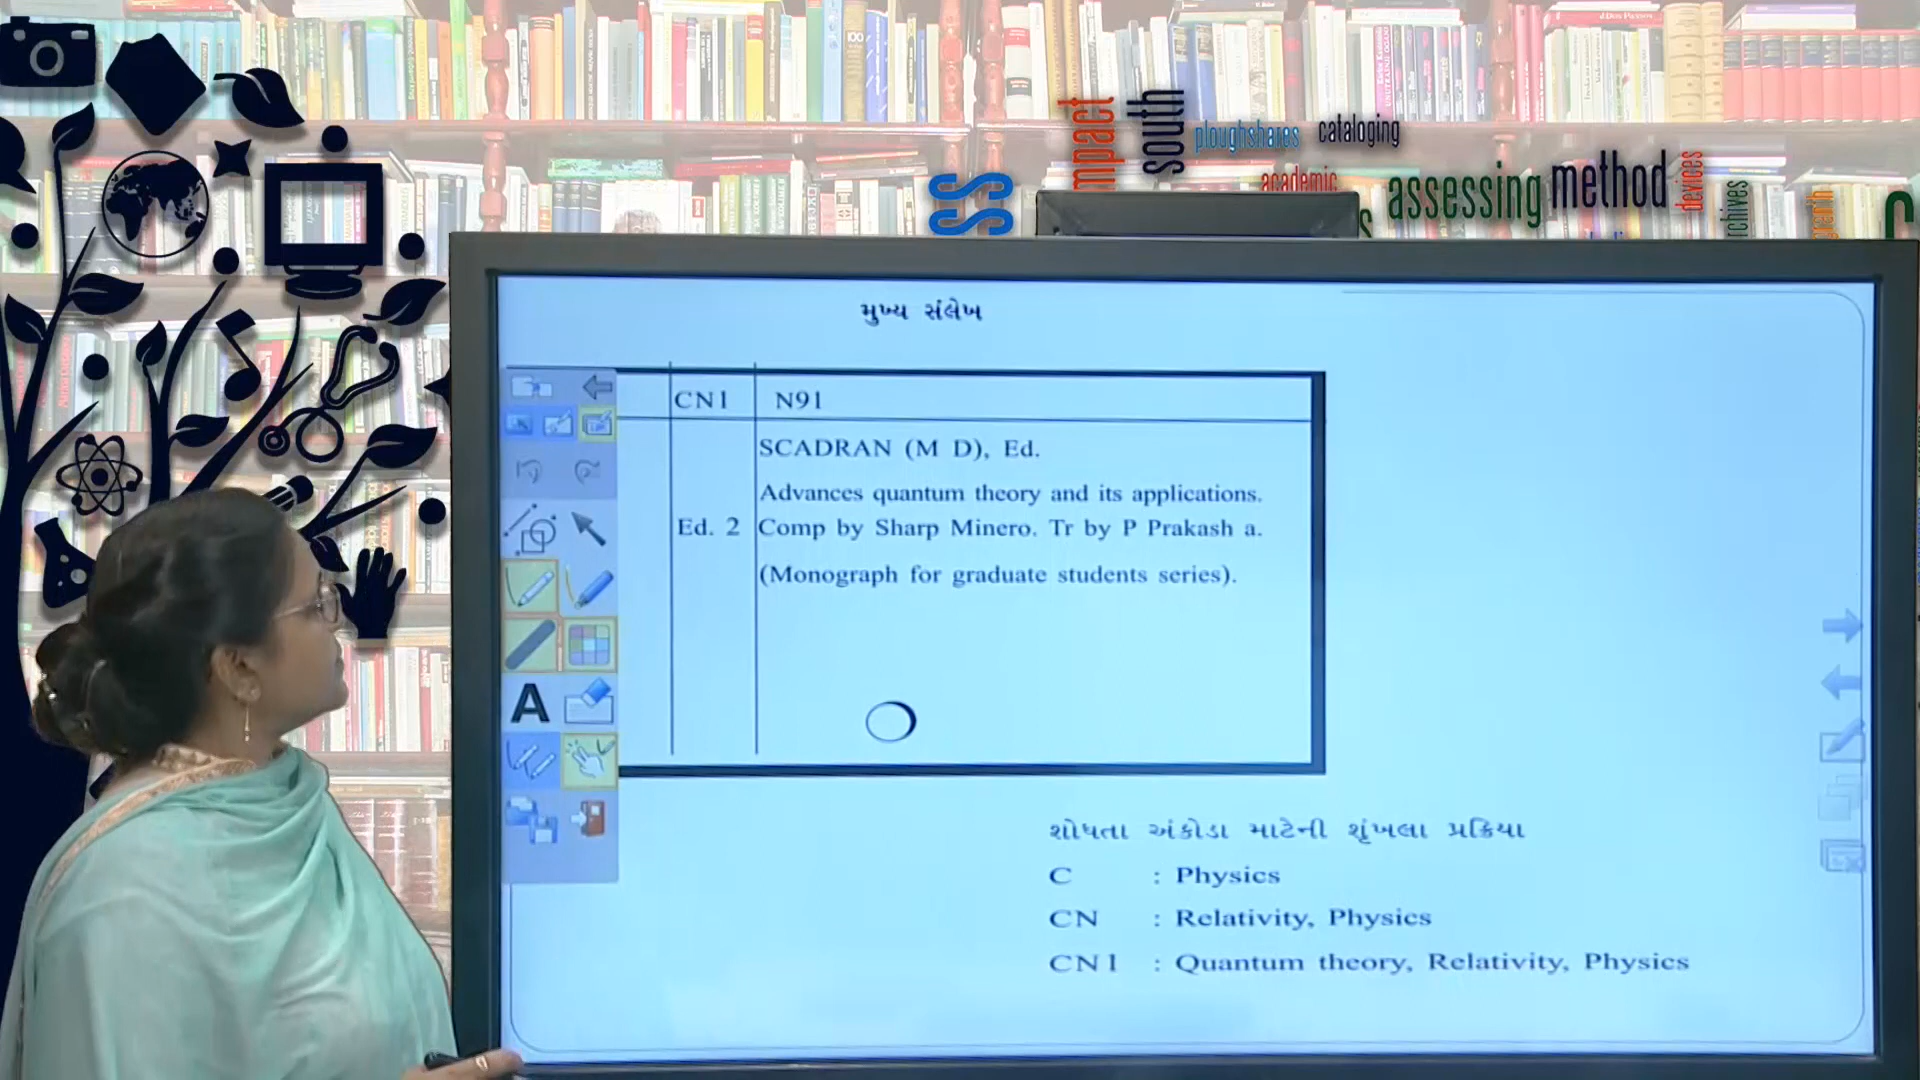 mpact
south
ploughshares
cataloging
academic
assessing
method
devices
SS
મુખ્ય સંલેખ
CN1 N91
SCADRAN (M D), Ed.
Advances quantum theory and its applications.
Ed. 2 Comp by Sharp Minero. Tr by P Prakash a.
(Monograph for graduate students series).
A
શોધતા અંકોડા માટેની શૃંખલા પ્રક્રિયા
C : Physics
CN : Relativity, Physics
CN1 : Quantum theory, Relativity, Physics